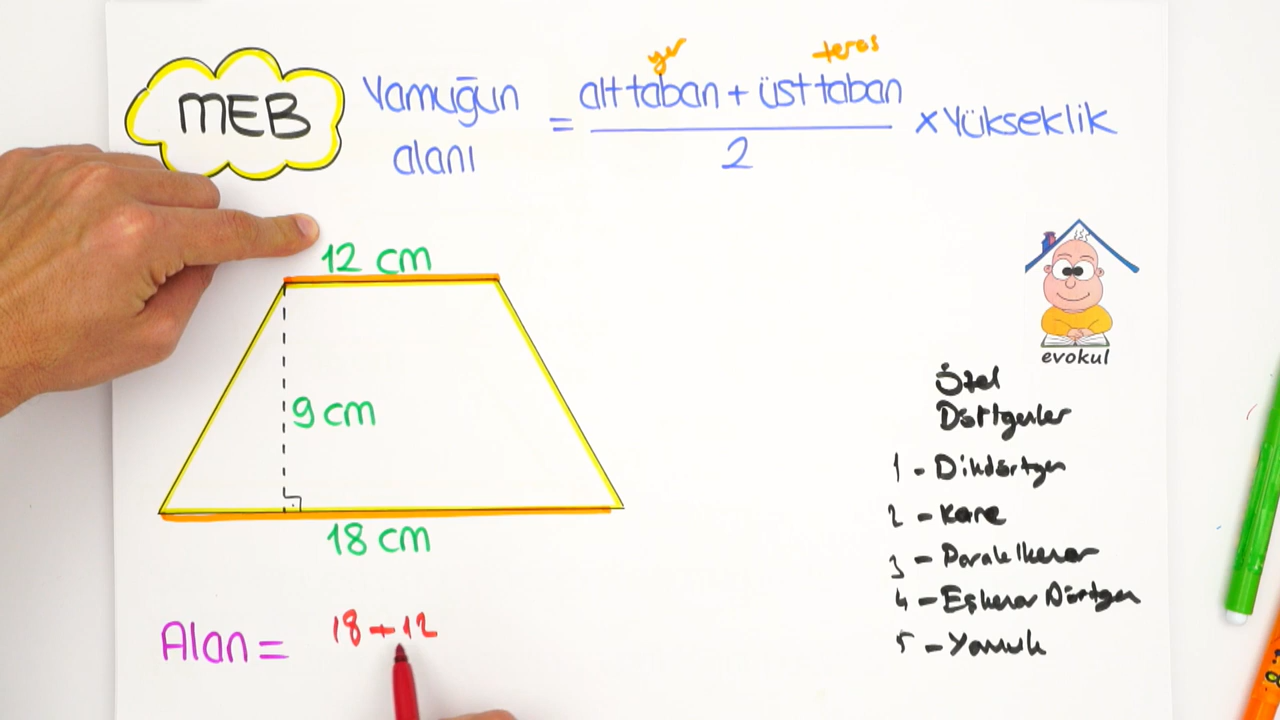 MEB
Yamuğun alanı = alt taban + üst taban / 2 x Yükseklik
yer
teras
12 cm
9 cm
18 cm
Alan = 18 + 12
evokul
Özel
Dörtgenler
1 - Dikdörtgen
2 - Kare
3 - Paralelkenar
4 - Eşkenar Dörtgen
5 - Yamuk